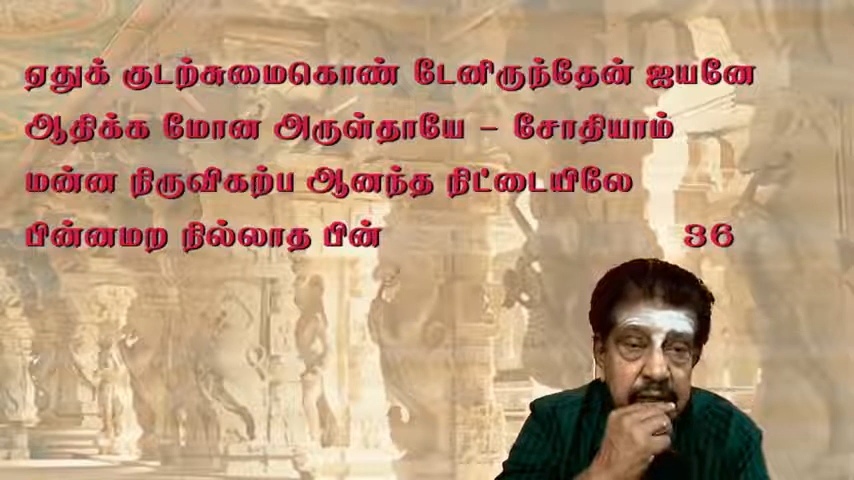 ஏதுக் குடற்சுமைகொண் டேனிருந்தேன் ஐயனே
ஆதிக்க மோன அருள்தாயே – சோதியாம்
மன்ன நிருவிகற்ப ஆனந்த நிட்டையிலே
பின்னமற நில்லாத பின் 36